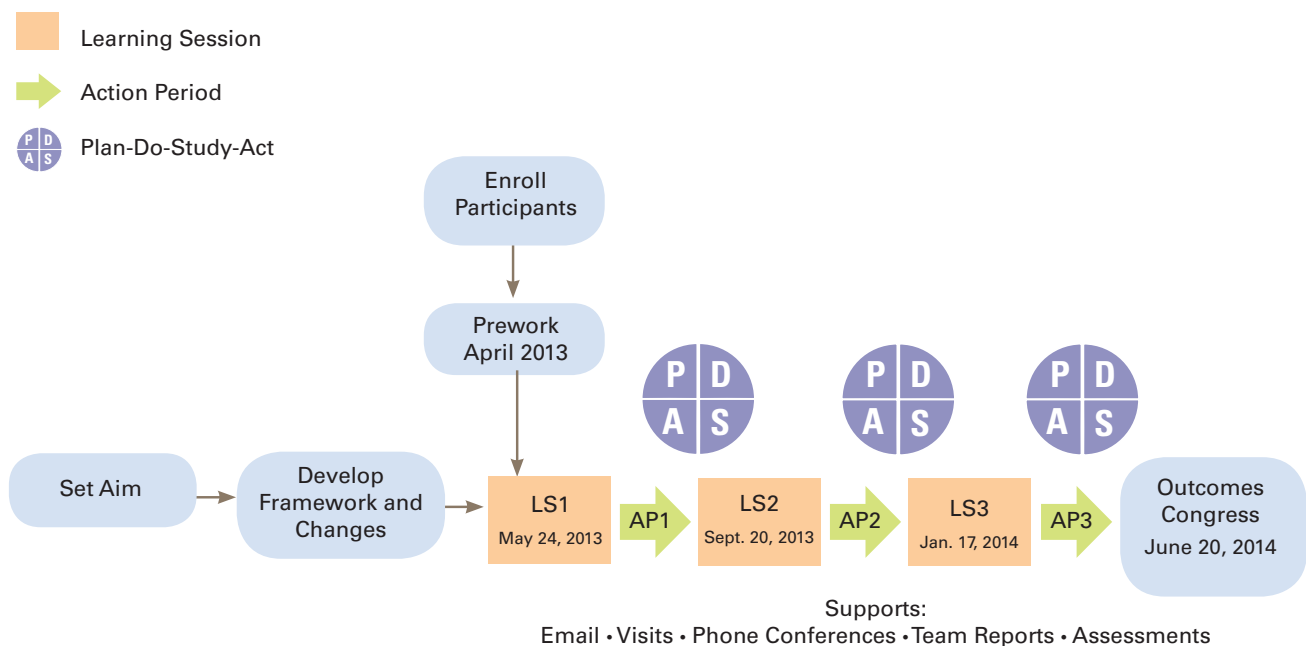 Learning Session
Action Period
P D
A S
Plan-Do-Study-Act
Enroll
Participants
Prework
April 2013
P D
A S
P D
A S
P D
A S
Set Aim
Develop
Framework and
Changes
LS1
May 24, 2013
AP1
LS2
Sept. 20, 2013
AP2
LS3
Jan. 17, 2014
AP3
Outcomes
Congress
June 20, 2014
Supports:
Email • Visits • Phone Conferences • Team Reports • Assessments